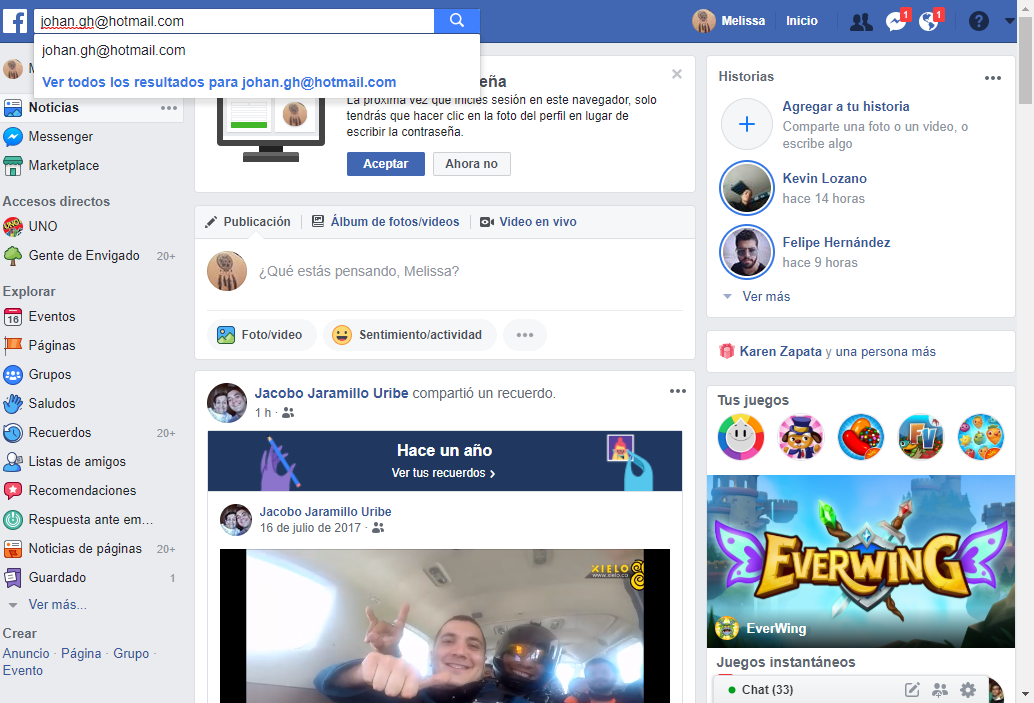 johan.gh@hotmail.com
Melissa
Inicio
1
1
johan.gh@hotmail.com
Ver todos los resultados para johan.gh@hotmail.com
La próxima vez que inicies sesión en este navegador, solo
tendrás que hacer clic en la foto del perfil en lugar de
escribir la contraseña.
Aceptar
Ahora no
Noticias
Messenger
Marketplace
Accesos directos
UNO
Gente de Envigado 20+
Explorar
Eventos
Páginas
Grupos
Saludos
Recuerdos 20+
Listas de amigos
Recomendaciones
Respuesta ante em...
Noticias de páginas 20+
Guardado 1
Ver más...
Crear
Anuncio · Página · Grupo ·
Evento
Publicación
Álbum de fotos/videos
Video en vivo
¿Qué estás pensando, Melissa?
Foto/video
Sentimiento/actividad
Jacobo Jaramillo Uribe compartió un recuerdo.
1 h ·
Hace un año
Ver tus recuerdos ›
Jacobo Jaramillo Uribe
16 de julio de 2017 ·
XIELO
www.xielo.co
Historias
Agregar a tu historia
Comparte una foto o un video, o
escribe algo
Kevin Lozano
hace 14 horas
Felipe Hernández
hace 9 horas
Ver más
Karen Zapata y una persona más
Tus juegos
FV
EVERWING
EverWing
Juegos instantáneos
Chat (33)